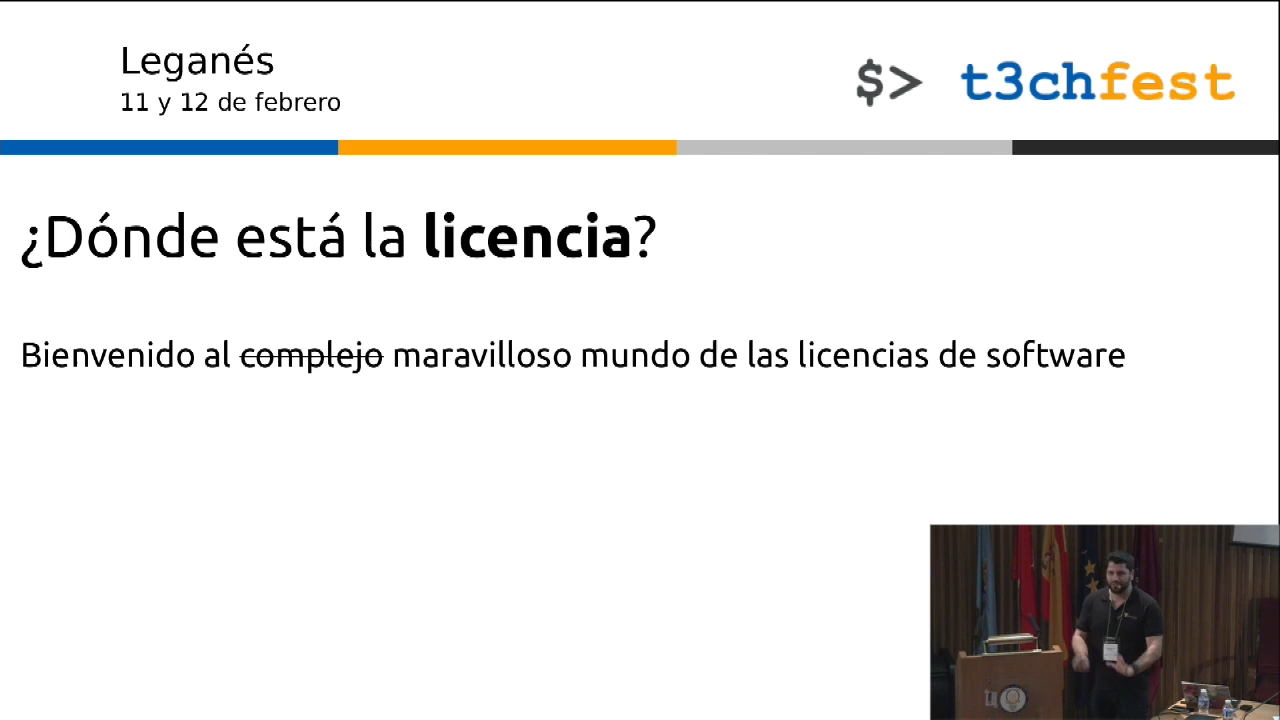 Leganés
11 y 12 de febrero
$> t3chfest
¿Dónde está la licencia?
Bienvenido al complejo maravilloso mundo de las licencias de software